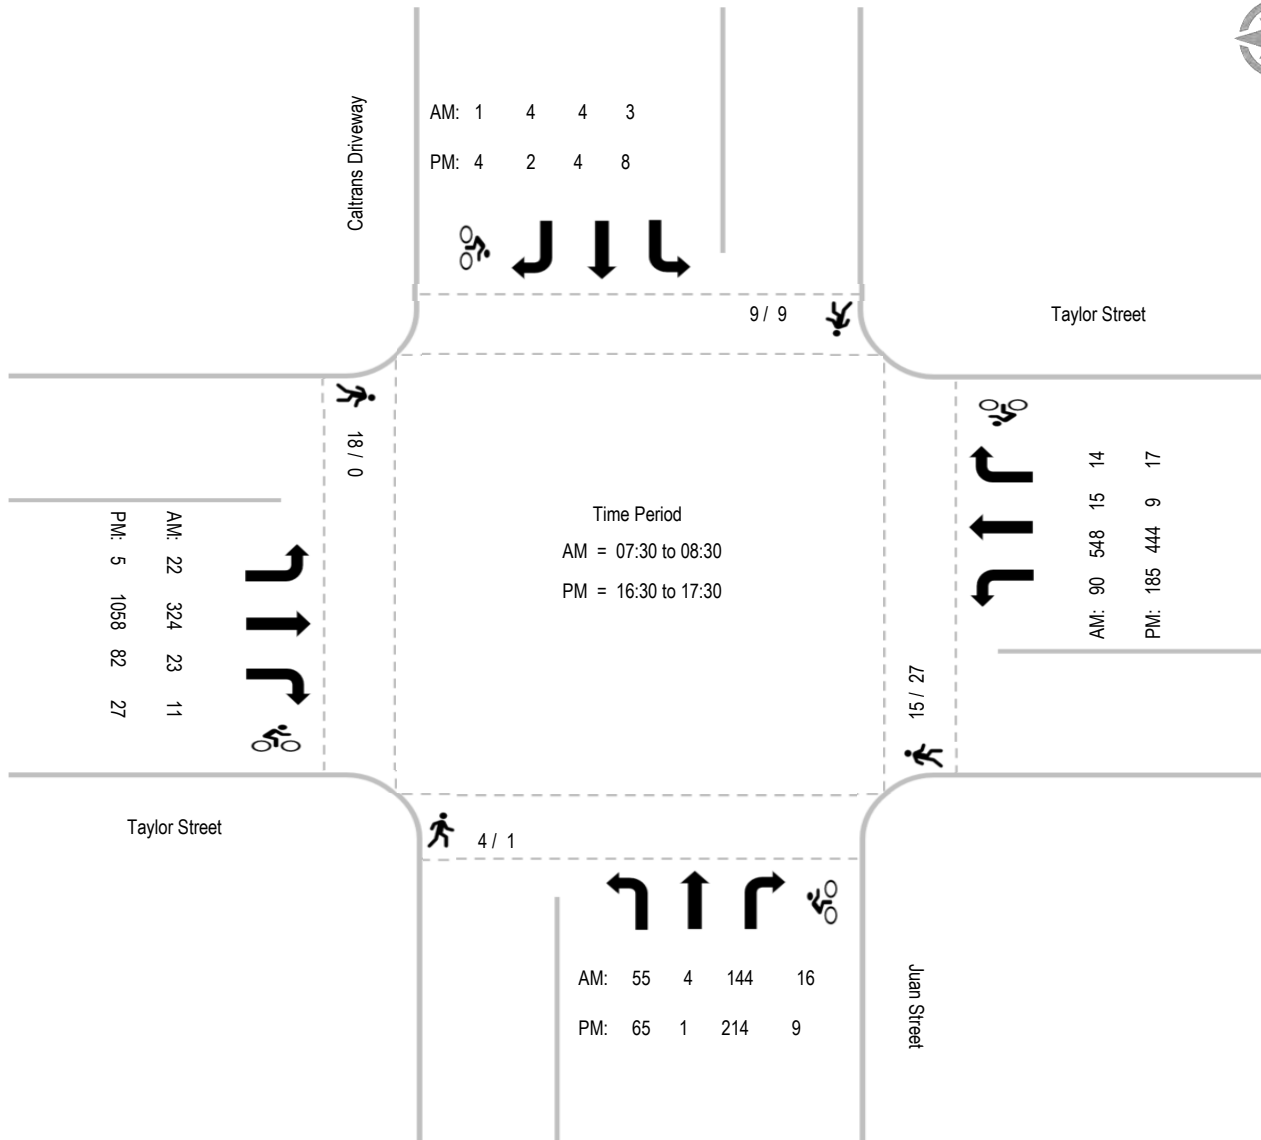 Caltrans Driveway
AM: 1 4 4 3
PM: 4 2 4 8
9 / 9
Taylor Street
18 / 0
Time Period
AM = 07:30 to 08:30
PM = 16:30 to 17:30
AM: 90 548 15 14
PM: 185 444 9 17
AM: 22 324 23 11
PM: 5 1058 82 27
15 / 27
Taylor Street
4 / 1
AM: 55 4 144 16
PM: 65 1 214 9
Juan Street